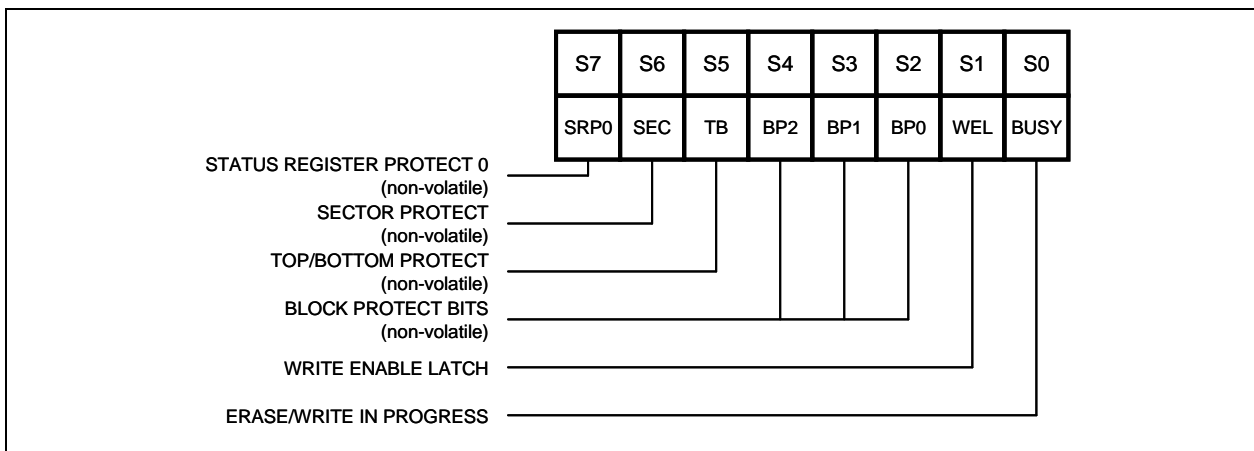 S7 S6 S5 S4 S3 S2 S1 S0
SRP0 SEC TB BP2 BP1 BP0 WEL BUSY
STATUS REGISTER PROTECT 0
(non-volatile)
SECTOR PROTECT
(non-volatile)
TOP/BOTTOM PROTECT
(non-volatile)
BLOCK PROTECT BITS
(non-volatile)
WRITE ENABLE LATCH
ERASE/WRITE IN PROGRESS